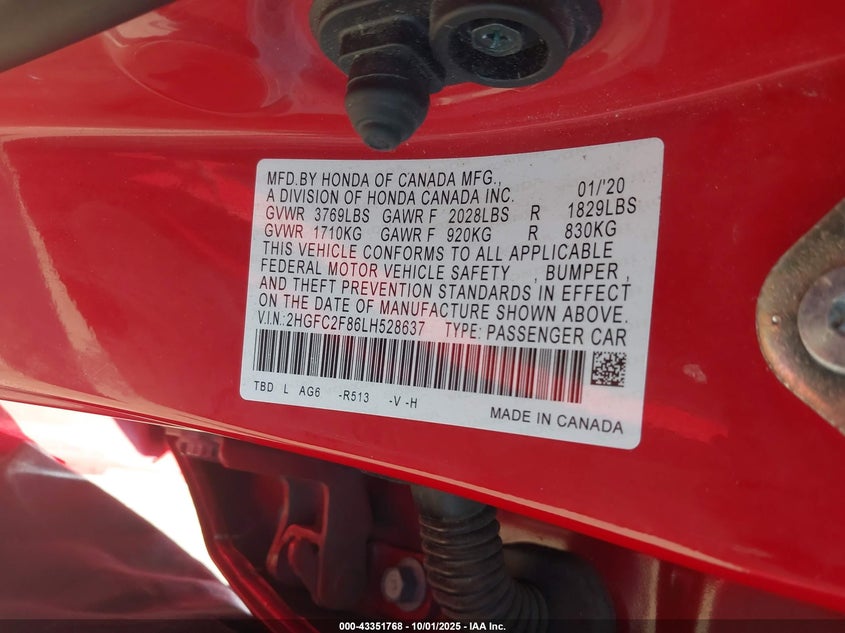 MFD.BY HONDA OF CANADA MFG.,
A DIVISION OF HONDA CANADA INC. 01/'20
GVWR 3769LBS GAWR F 2028LBS R 1829LBS
GVWR 1710KG GAWR F 920KG R 830KG
THIS VEHICLE CONFORMS TO ALL APPLICABLE
FEDERAL MOTOR VEHICLE SAFETY , BUMPER ,
AND THEFT PREVENTION STANDARDS IN EFFECT
ON THE DATE OF MANUFACTURE SHOWN ABOVE.
V.I.N.:2HGFC2F86LH528637 TYPE: PASSENGER CAR
TBD L AG6 -R513 -V -H
MADE IN CANADA
000-43351768 - 10/01/2025 - IAA Inc.